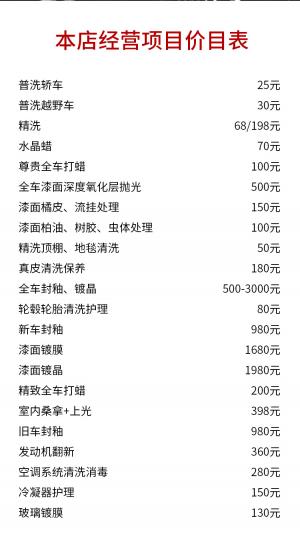 本店经营项目价目表
普洗轿车 25元
普洗越野车 30元
精洗 68/198元
水晶蜡 70元
尊贵全车打蜡 100元
全车漆面深度氧化层抛光 500元
漆面橘皮、流挂处理 150元
漆面柏油、树胶、虫体处理 100元
精洗顶棚、地毯清洗 50元
真皮清洗保养 180元
全车封釉、镀晶 500-3000元
轮毂轮胎清洗护理 80元
新车封釉 980元
漆面镀膜 1680元
漆面镀晶 1980元
精致全车打蜡 200元
室内桑拿+上光 398元
旧车封釉 980元
发动机翻新 360元
空调系统清洗消毒 280元
冷凝器护理 150元
玻璃镀膜 130元